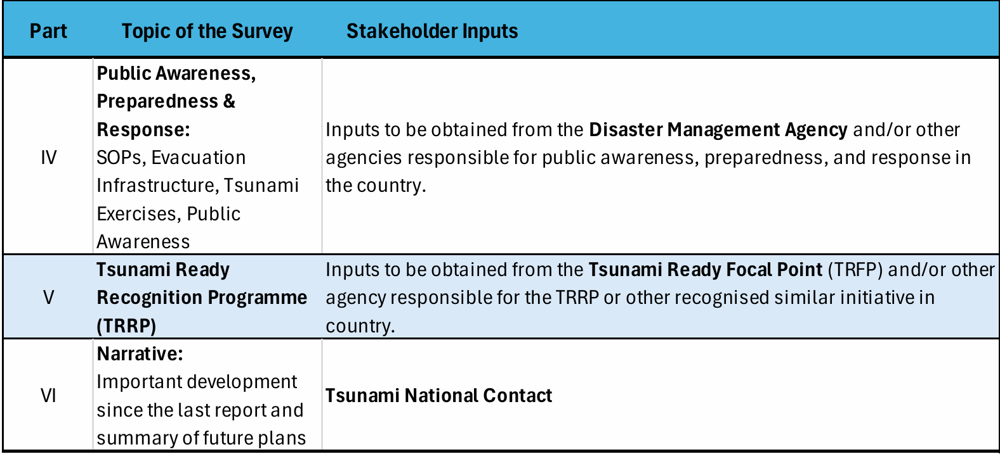 Part Topic of the Survey Stakeholder Inputs
IV
Public Awareness,
Preparedness &
Response:
SOPs, Evacuation
Infrastructure, Tsunami
Exercises, Public
Awareness
Inputs to be obtained from the Disaster Management Agency and/or other
agencies responsible for public awareness, preparedness, and response in
the country.
V
Tsunami Ready
Recognition Programme
(TRRP)
Inputs to be obtained from the Tsunami Ready Focal Point (TRFP) and/or other
agency responsible for the TRRP or other recognised similar initiative in
country.
VI
Narrative:
Important development
since the last report and
summary of future plans
Tsunami National Contact